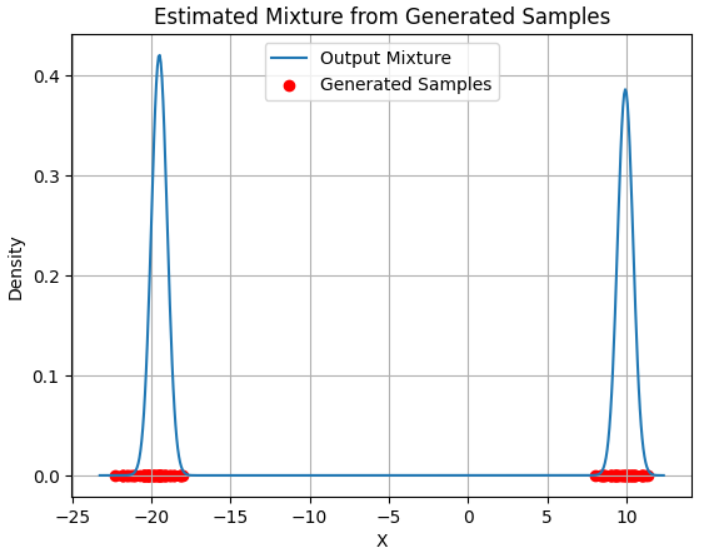 Estimated Mixture from Generated Samples
Output Mixture
Generated Samples
Density
0.4
0.3
0.2
0.1
0.0
−25 −20 −15 −10 −5 0 5 10
X